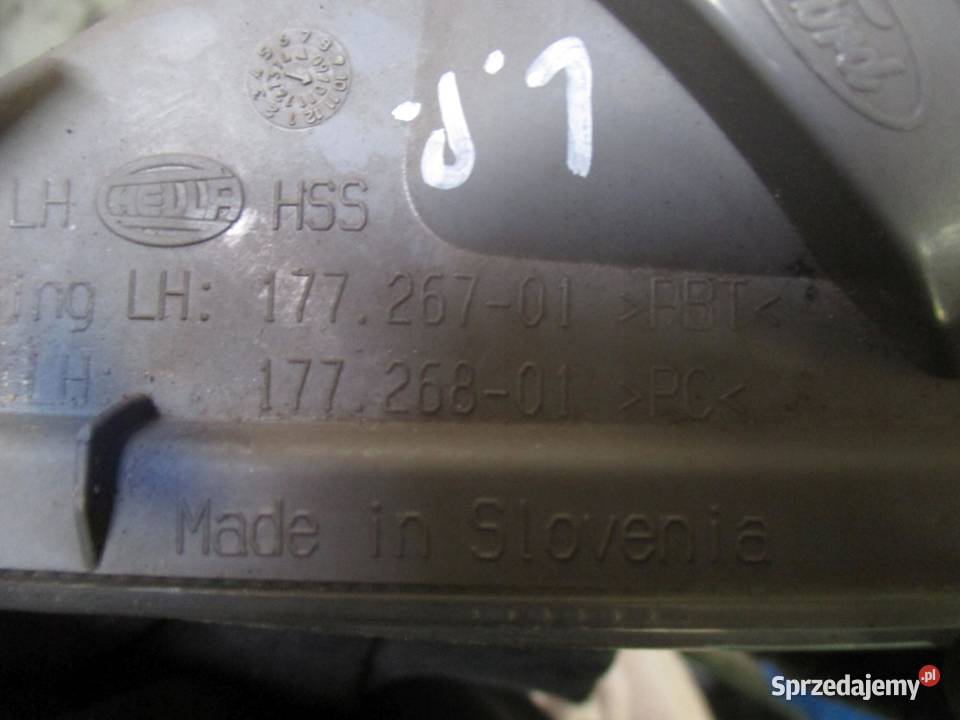 Ford
L.P.
LH HELLA HSS
ing LH: 177.267-01 >PBT<
LH: 177.268-01 >PC<
Made in Slovenia
Sprzedajemy.pl